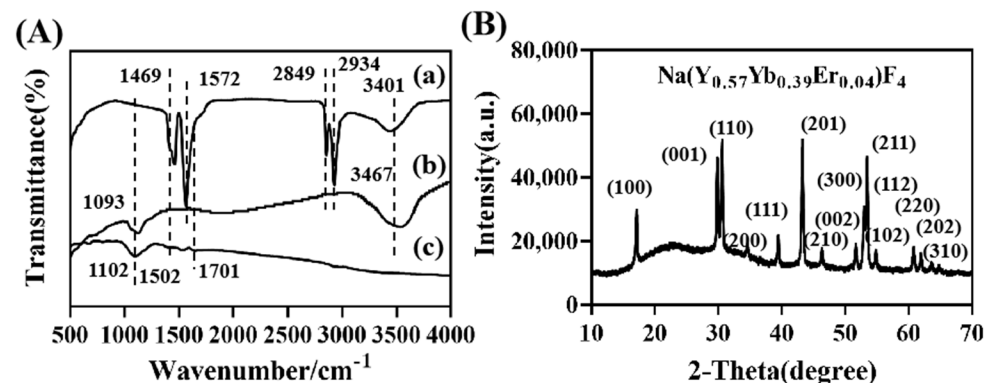 (A)
Transmittance(%)
1469
1572
2849
2934
3401
(a)
1093
3467
(b)
1102
1502
1701
(c)
500 1000 1500 2000 2500 3000 3500 4000
Wavenumber/cm-1
(B)
Intensity(a.u.)
80,000
60,000
40,000
20,000
0
Na(Y0.57Yb0.39Er0.04)F4
(100)
(001)
(110)
(200)
(111)
(201)
(210)
(002)
(300)
(211)
(112)
(102)
(220)
(202)
(310)
10 20 30 40 50 60 70
2-Theta(degree)